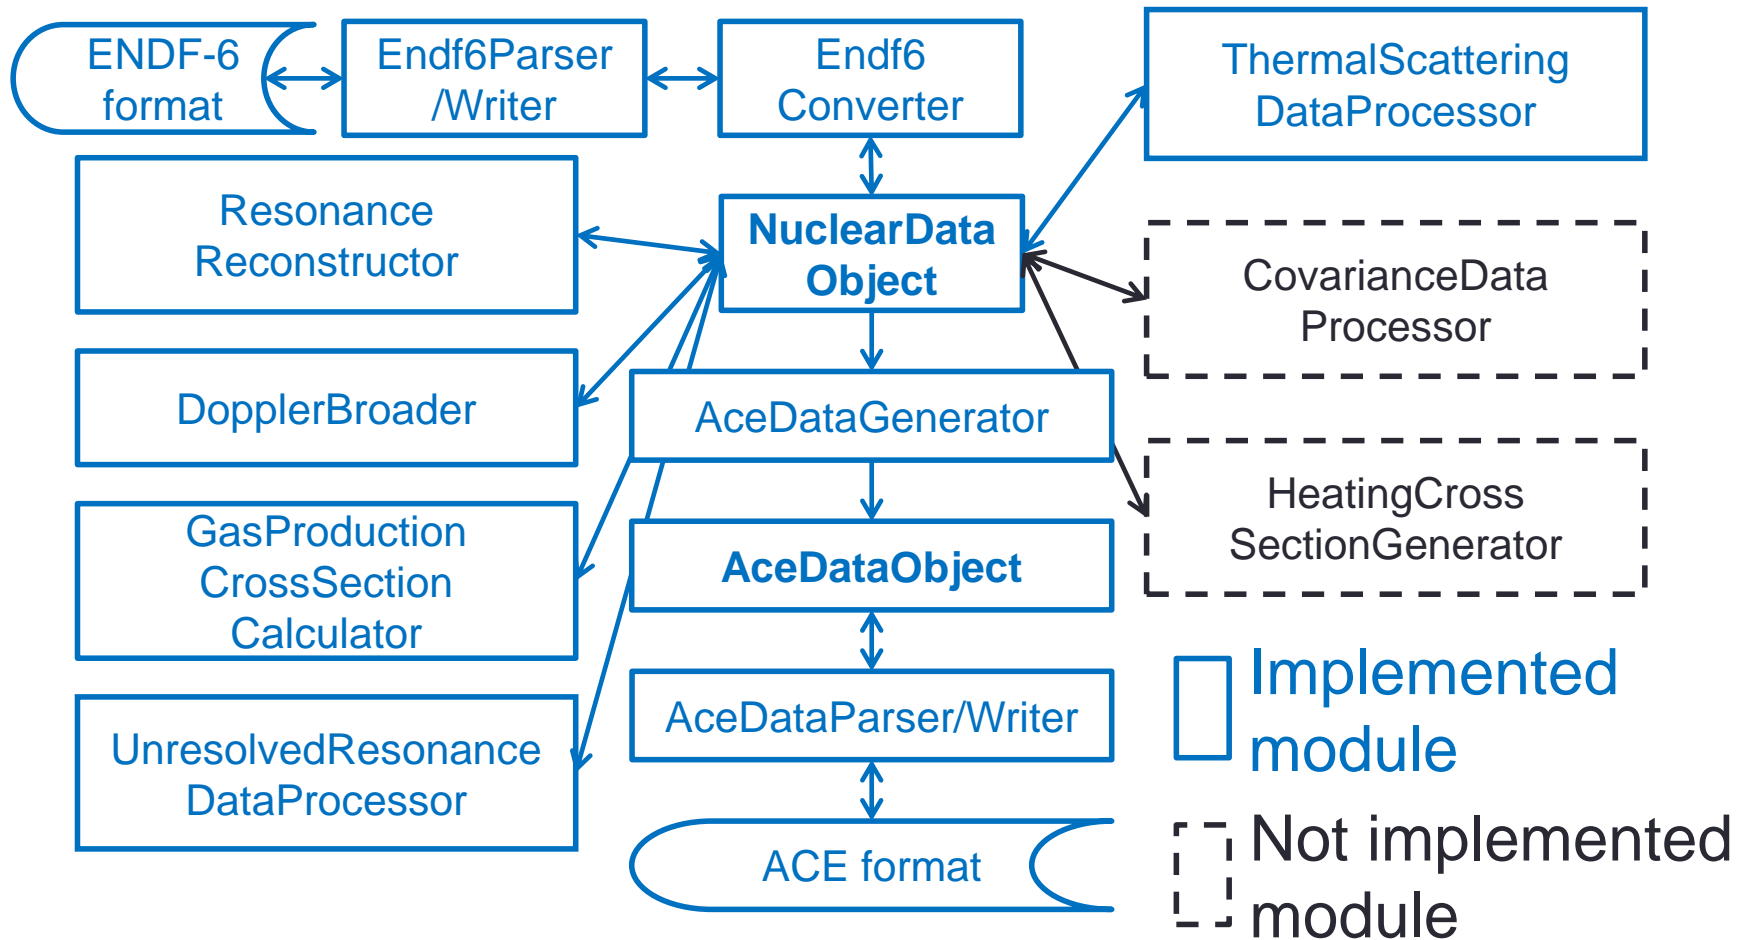 ENDF-6
format
Endf6Parser
/Writer
Endf6
Converter
ThermalScattering
DataProcessor
Resonance
Reconstructor
NuclearData
Object
CovarianceData
Processor
DopplerBroader
AceDataGenerator
HeatingCross
SectionGenerator
GasProduction
CrossSection
Calculator
AceDataObject
UnresolvedResonance
DataProcessor
AceDataParser/Writer
ACE format
Implemented
module
Not implemented
module